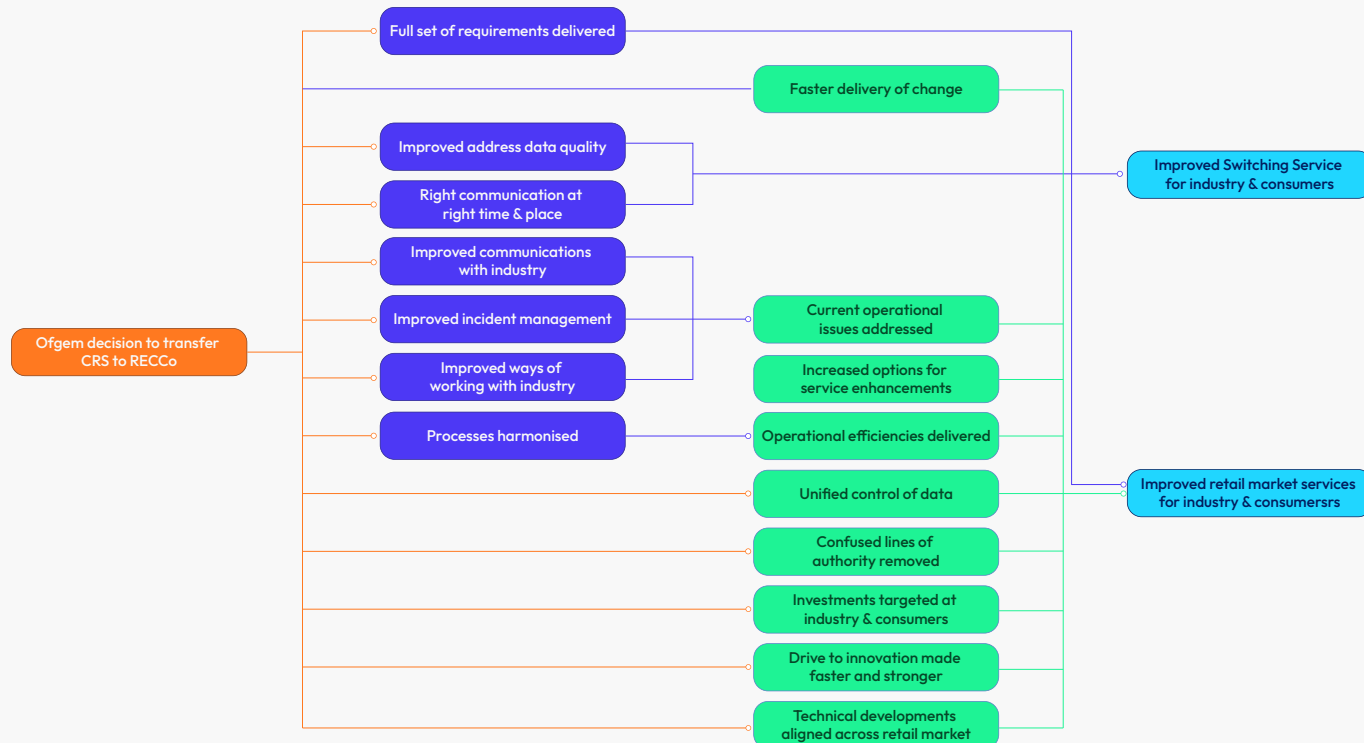 Full set of requirements delivered
Faster delivery of change
Improved address data quality
Improved Switching Service
for industry & consumers
Right communication at
right time & place
Improved communications
with industry
Improved incident management
Current operational
issues addressed
Ofgem decision to transfer
CRS to RECCo
Improved ways of
working with industry
Increased options for
service enhancements
Processes harmonised
Operational efficiencies delivered
Unified control of data
Improved retail market services
for industry & consumersrs
Confused lines of
authority removed
Investments targeted at
industry & consumers
Drive to innovation made
faster and stronger
Technical developments
aligned across retail market